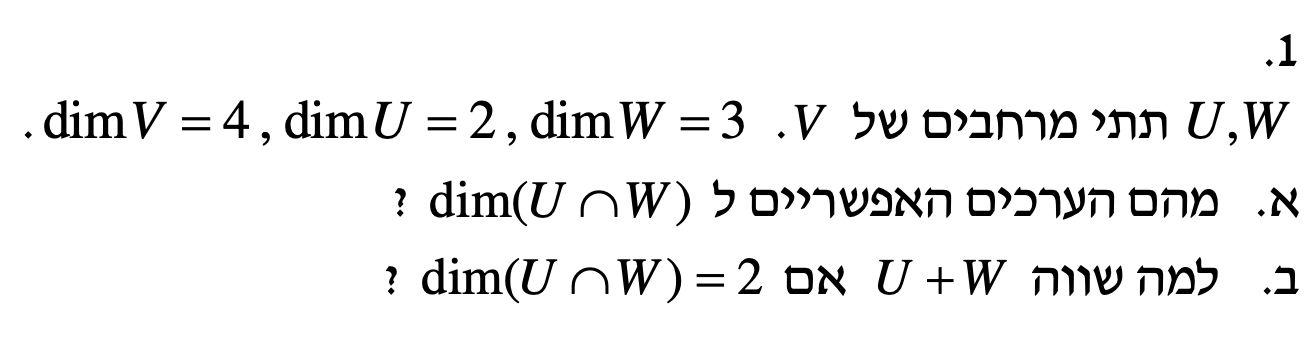 1.
U,W תתי מרחבים של V. dim V = 4, dim U = 2, dim W = 3.
א. מהם הערכים האפשריים ל dim(U ∩ W) ?
ב. למה שווה U + W אם dim(U ∩ W) = 2 ?